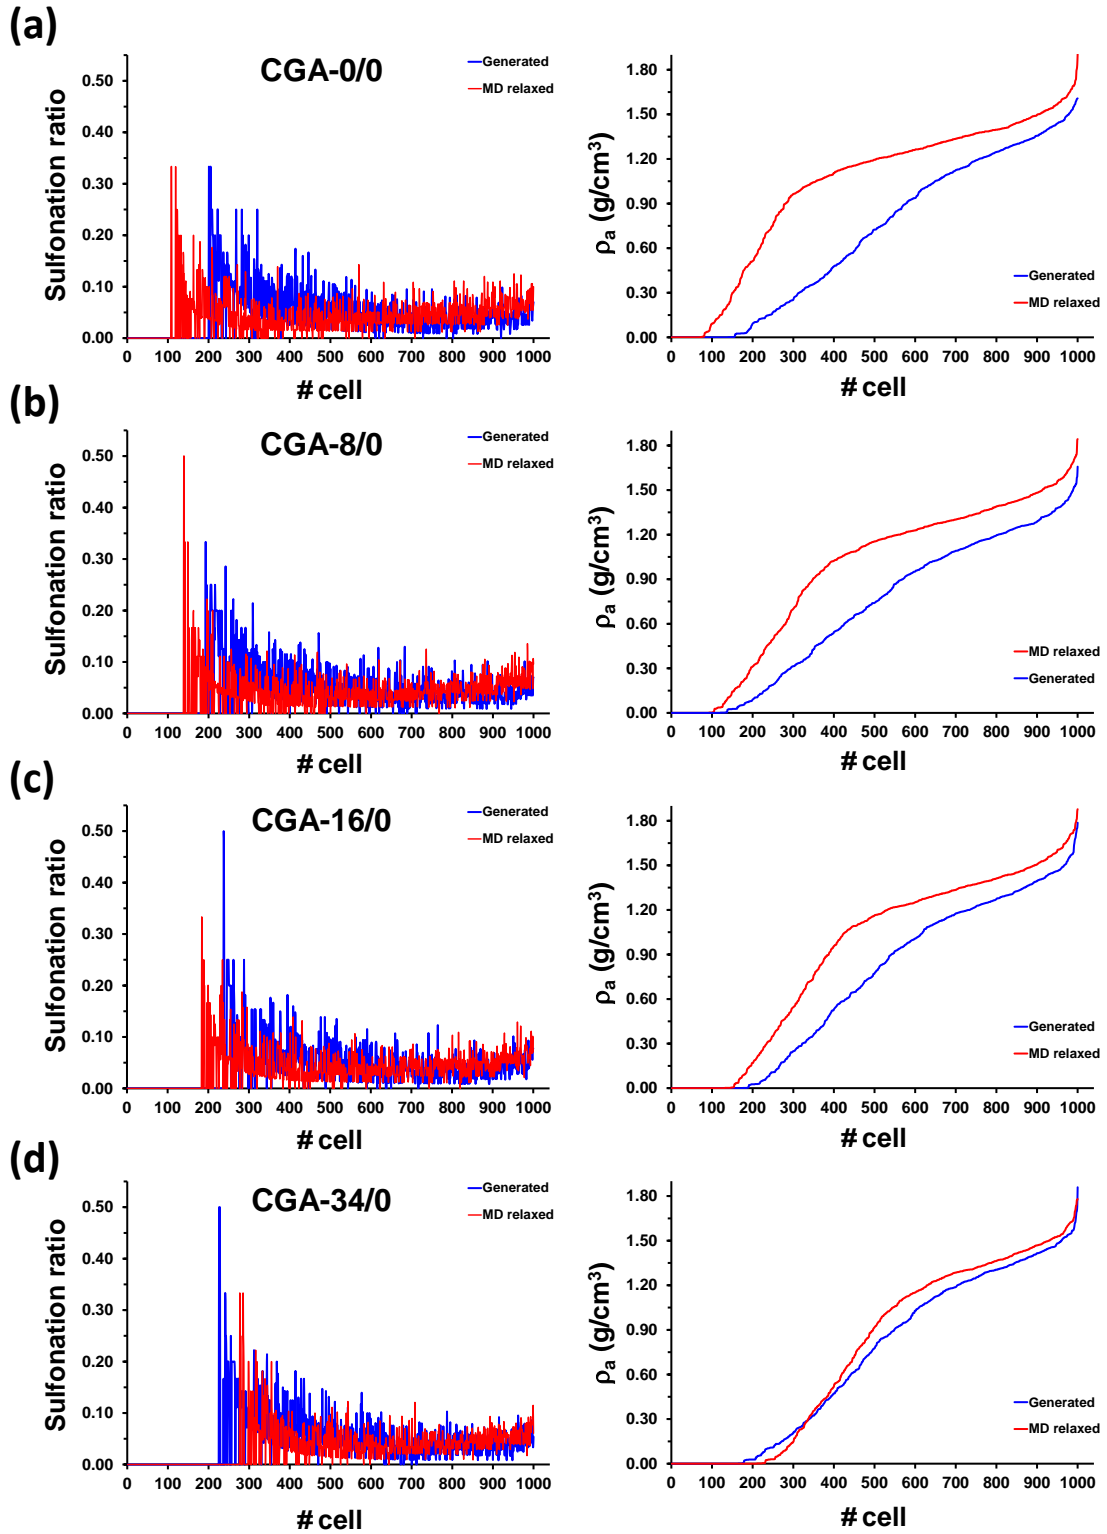 (a)
CGA-0/0
Generated
MD relaxed
Sulfonation ratio
0.50
0.40
0.30
0.20
0.10
0.00
0 100 200 300 400 500 600 700 800 900 1000
# cell
ρa (g/cm³)
1.80
1.50
1.20
0.90
0.60
0.30
0.00
Generated
MD relaxed
0 100 200 300 400 500 600 700 800 900 1000
# cell
(b)
CGA-8/0
Generated
MD relaxed
Sulfonation ratio
0.50
0.40
0.30
0.20
0.10
0.00
0 100 200 300 400 500 600 700 800 900 1000
# cell
ρa (g/cm³)
1.80
1.50
1.20
0.90
0.60
0.30
0.00
MD relaxed
Generated
0 100 200 300 400 500 600 700 800 900 1000
# cell
(c)
CGA-16/0
Generated
MD relaxed
Sulfonation ratio
0.50
0.40
0.30
0.20
0.10
0.00
0 100 200 300 400 500 600 700 800 900 1000
# cell
ρa (g/cm³)
1.80
1.50
1.20
0.90
0.60
0.30
0.00
Generated
MD relaxed
0 100 200 300 400 500 600 700 800 900 1000
# cell
(d)
CGA-34/0
Generated
MD relaxed
Sulfonation ratio
0.50
0.40
0.30
0.20
0.10
0.00
0 100 200 300 400 500 600 700 800 900 1000
# cell
ρa (g/cm³)
1.80
1.50
1.20
0.90
0.60
0.30
0.00
Generated
MD relaxed
0 100 200 300 400 500 600 700 800 900 1000
# cell